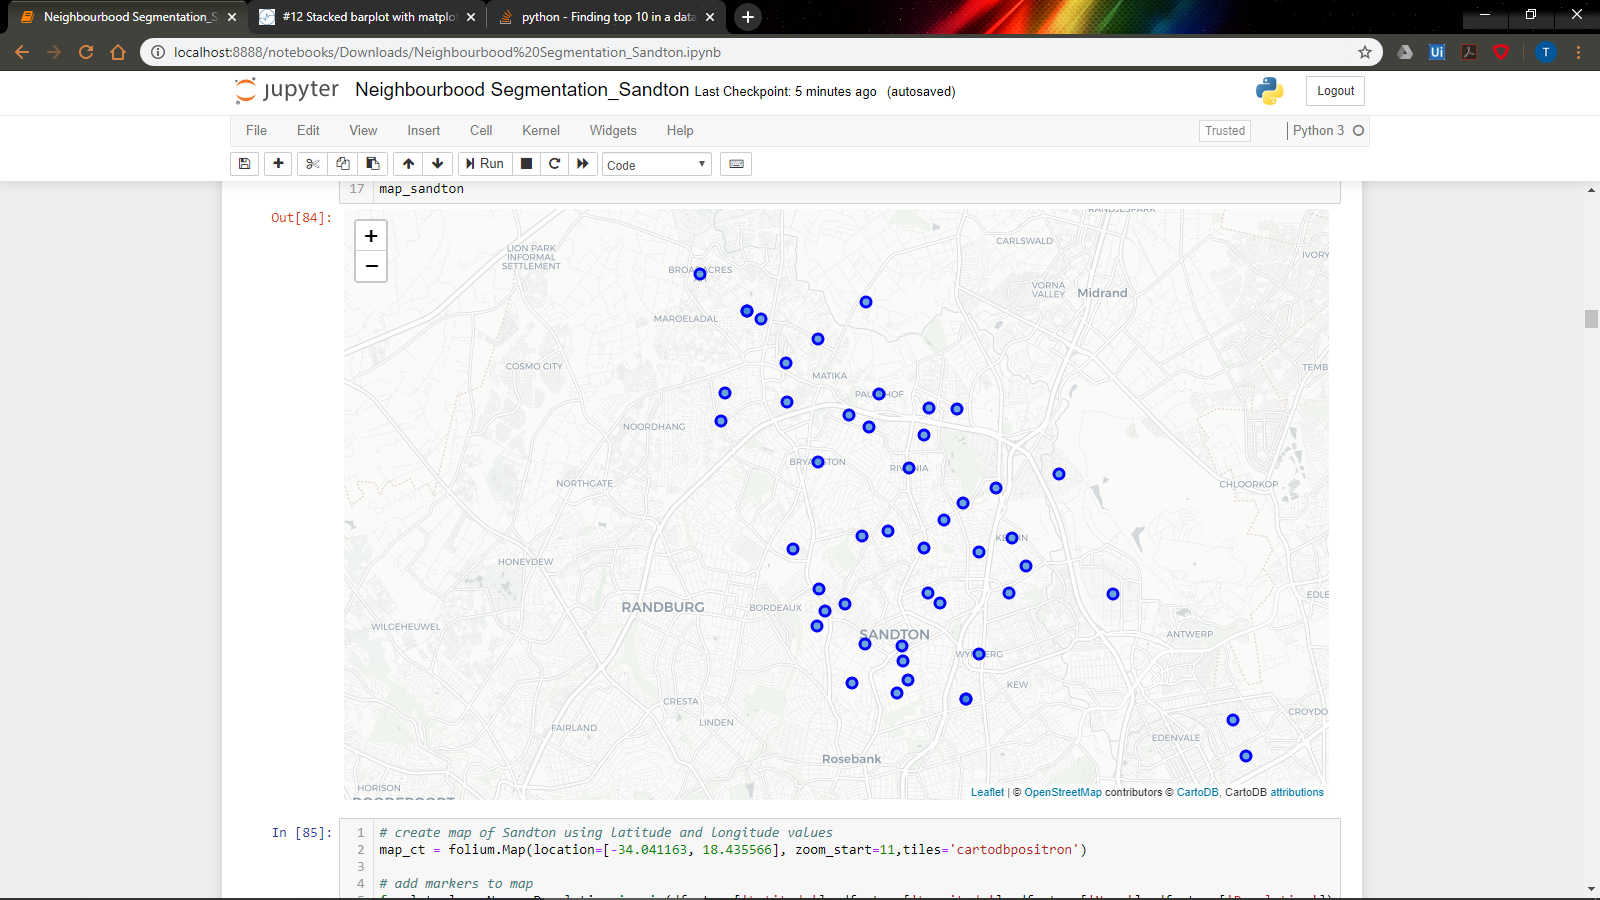 Neighbourbood Segmentation_S
#12 Stacked barplot with matplo
python - Finding top 10 in a data
localhost:8888/notebooks/Downloads/Neighbourbood%20Segmentation_Sandton.ipynb
Ui
T
jupyter Neighbourbood Segmentation_Sandton Last Checkpoint: 5 minutes ago (autosaved)
Logout
File Edit View Insert Cell Kernel Widgets Help
Trusted
Python 3
Run
Code
17 map_sandton
Out[84]:
+
−
RANDJESPARK
CARLSWALD
LION PARK
INFORMAL
SETTLEMENT
IVORY
VORNA
VALLEY
Midrand
MAROELADAL
COSMO CITY
TEMB
MATIKA
NOORDHANG
NORTHGATE
CHLOORKOP
HONEYDEW
EDLE
RANDBURG
BORDEAUX
WILGEHEUWEL
SANDTON
ANTWERP
KEW
CRESTA
LINDEN
FAIRLAND
CROYDO
EDENVALE
Rosebank
HORISON
ROODEPOORT
Leaflet | © OpenStreetMap contributors © CartoDB, CartoDB attributions
In [85]:
1 # create map of Sandton using latitude and longitude values
2 map_ct = folium.Map(location=[-34.041163, 18.435566], zoom_start=11,tiles='cartodbpositron')
3
4 # add markers to map